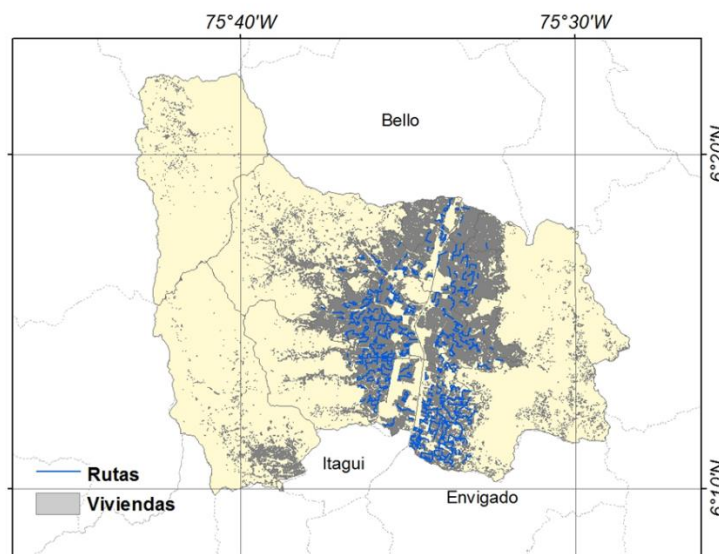 75°40'W 75°30'W
Bello
6°20'N
Rutas
Itagui
Viviendas
Envigado
6°10'N